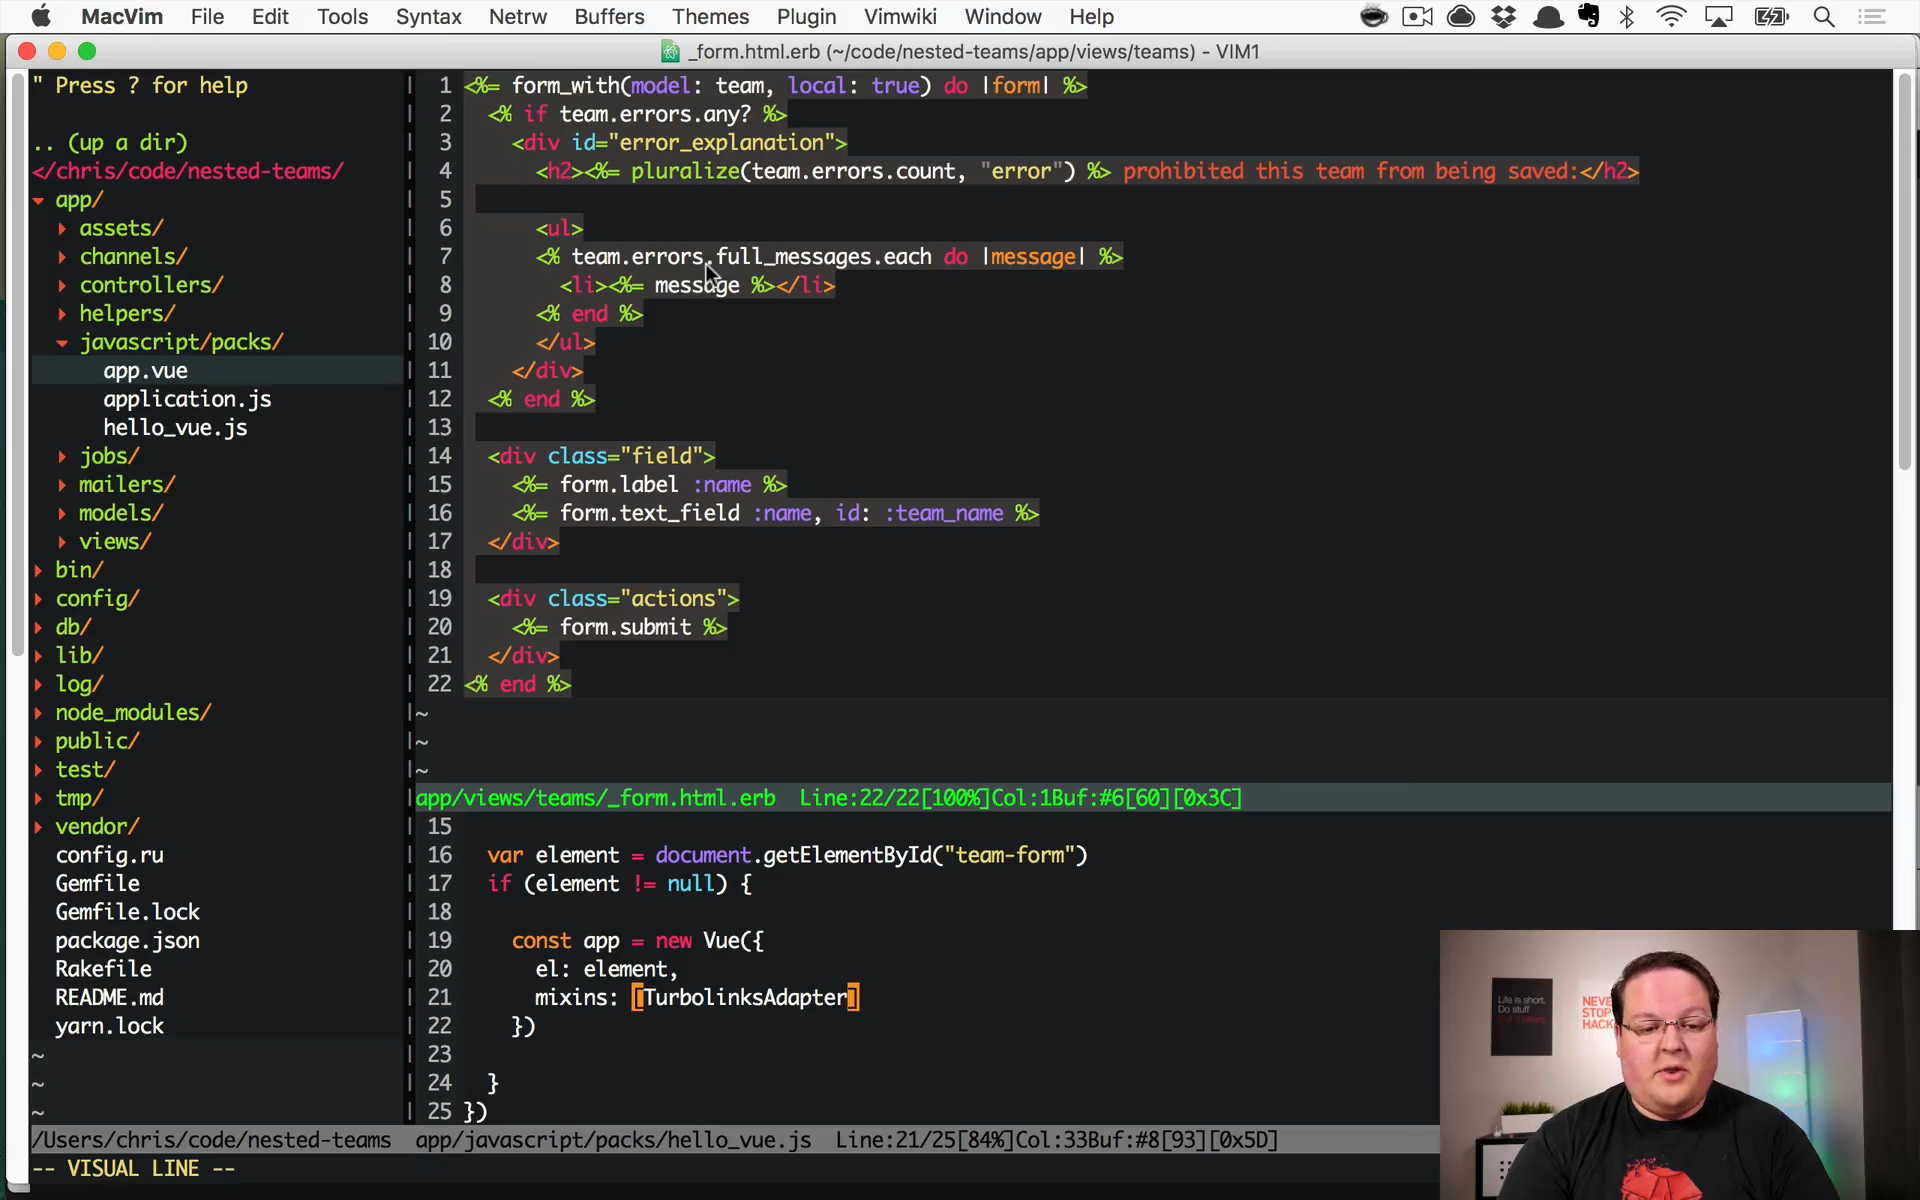 MacVim File Edit Tools Syntax Netrw Buffers Themes Plugin Vimwiki Window Help
_form.html.erb (~/code/nested-teams/app/views/teams) - VIM1
" Press ? for help
.. (up a dir)
</chris/code/nested-teams/
app/
assets/
channels/
controllers/
helpers/
javascript/packs/
app.vue
application.js
hello_vue.js
jobs/
mailers/
models/
views/
bin/
config/
db/
lib/
log/
node_modules/
public/
test/
tmp/
vendor/
config.ru
Gemfile
Gemfile.lock
package.json
Rakefile
README.md
yarn.lock
~
~
~
1 <%= form_with(model: team, local: true) do |form| %>
2 <% if team.errors.any? %>
3 <div id="error_explanation">
4 <h2><%= pluralize(team.errors.count, "error") %> prohibited this team from being saved:</h2>
5
6 <ul>
7 <% team.errors.full_messages.each do |message| %>
8 <li><%= message %></li>
9 <% end %>
10 </ul>
11 </div>
12 <% end %>
13
14 <div class="field">
15 <%= form.label :name %>
16 <%= form.text_field :name, id: :team_name %>
17 </div>
18
19 <div class="actions">
20 <%= form.submit %>
21 </div>
22 <% end %>
~
~
~
app/views/teams/_form.html.erb Line:22/22[100%]Col:1Buf:#6[60][0x3C]
15
16 var element = document.getElementById("team-form")
17 if (element != null) {
18
19 const app = new Vue({
20 el: element,
21 mixins: [TurbolinksAdapter]
22 })
23
24 }
25 })
/Users/chris/code/nested-teams app/javascript/packs/hello_vue.js Line:21/25[84%]Col:33Buf:#8[93][0x5D]
-- VISUAL LINE --
Life is short.
Do stuff
NEVER
STOP
HACK